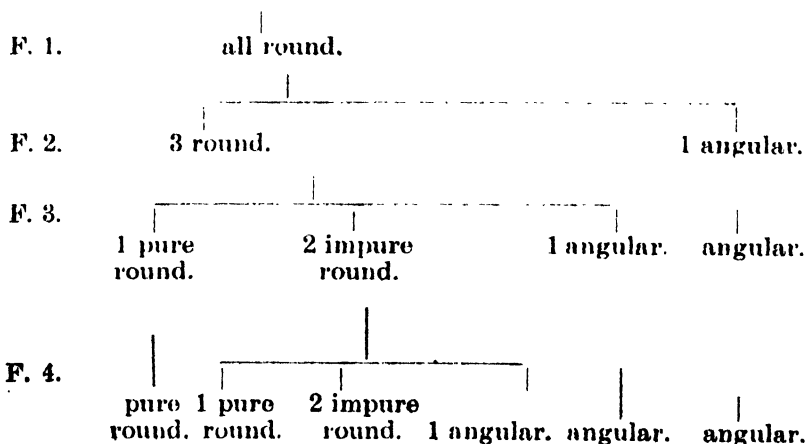 F. 1. all round.
F. 2. 3 round. 1 angular.
F. 3.
1 pure 2 impure 1 angular. angular.
round. round.
F. 4.
pure 1 pure 2 impure
round. round. round. 1 angular. angular. angular.